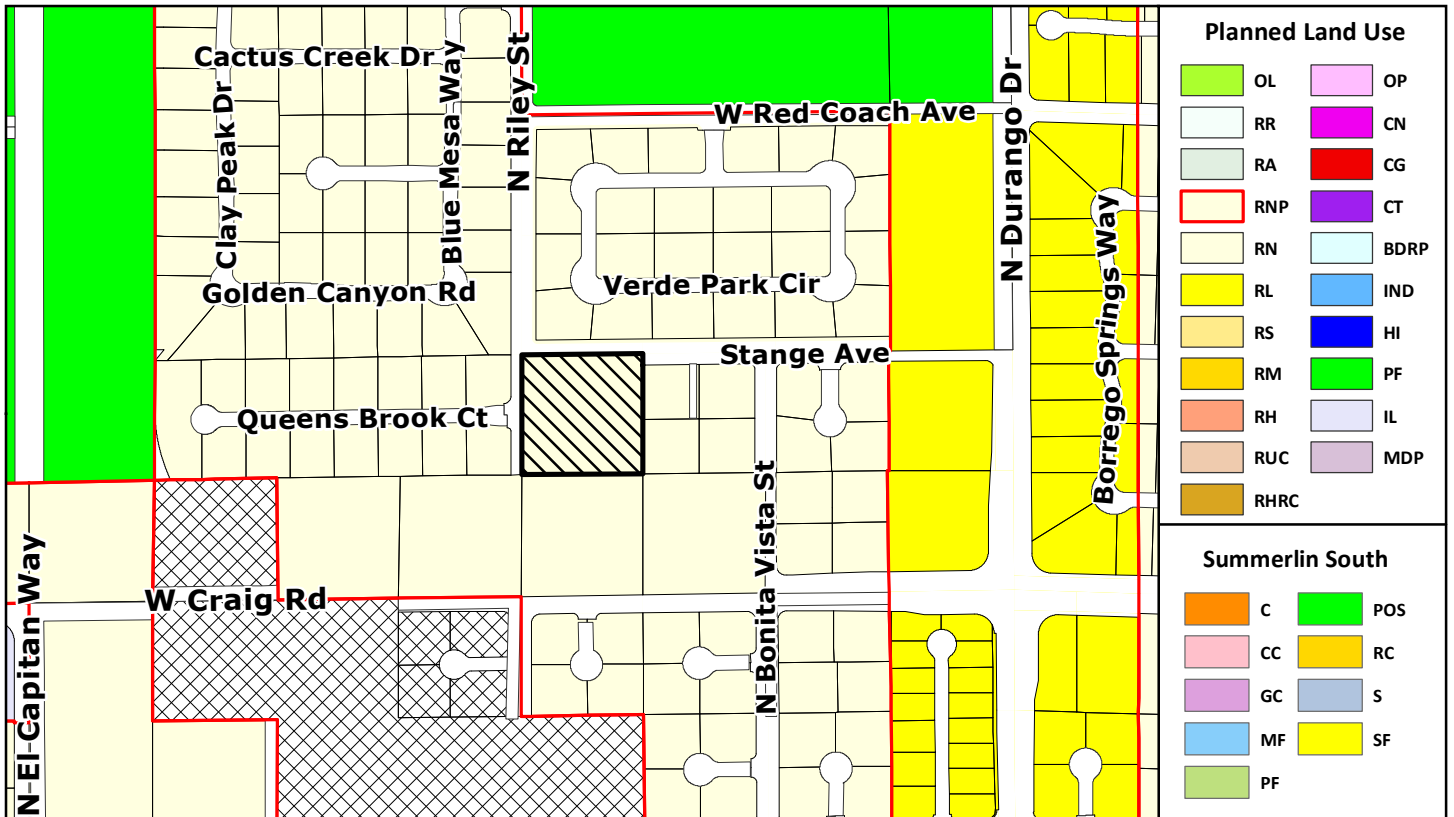 Cactus Creek Dr
Clay Peak Dr
Blue Mesa Way
N Riley St
W Red Coach Ave
N Durango Dr
Golden Canyon Rd
Verde Park Cir
Borrego Springs Way
Stange Ave
Queens Brook Ct
N Bonita Vista St
W Craig Rd
N El Capitan Way
Planned Land Use
OL
RR
RA
RNP
RN
RL
RS
RM
RH
RUC
RHRC
OP
CN
CG
CT
BDRP
IND
HI
PF
IL
MDP
Summerlin South
C
CC
GC
MF
PF
POS
RC
S
SF